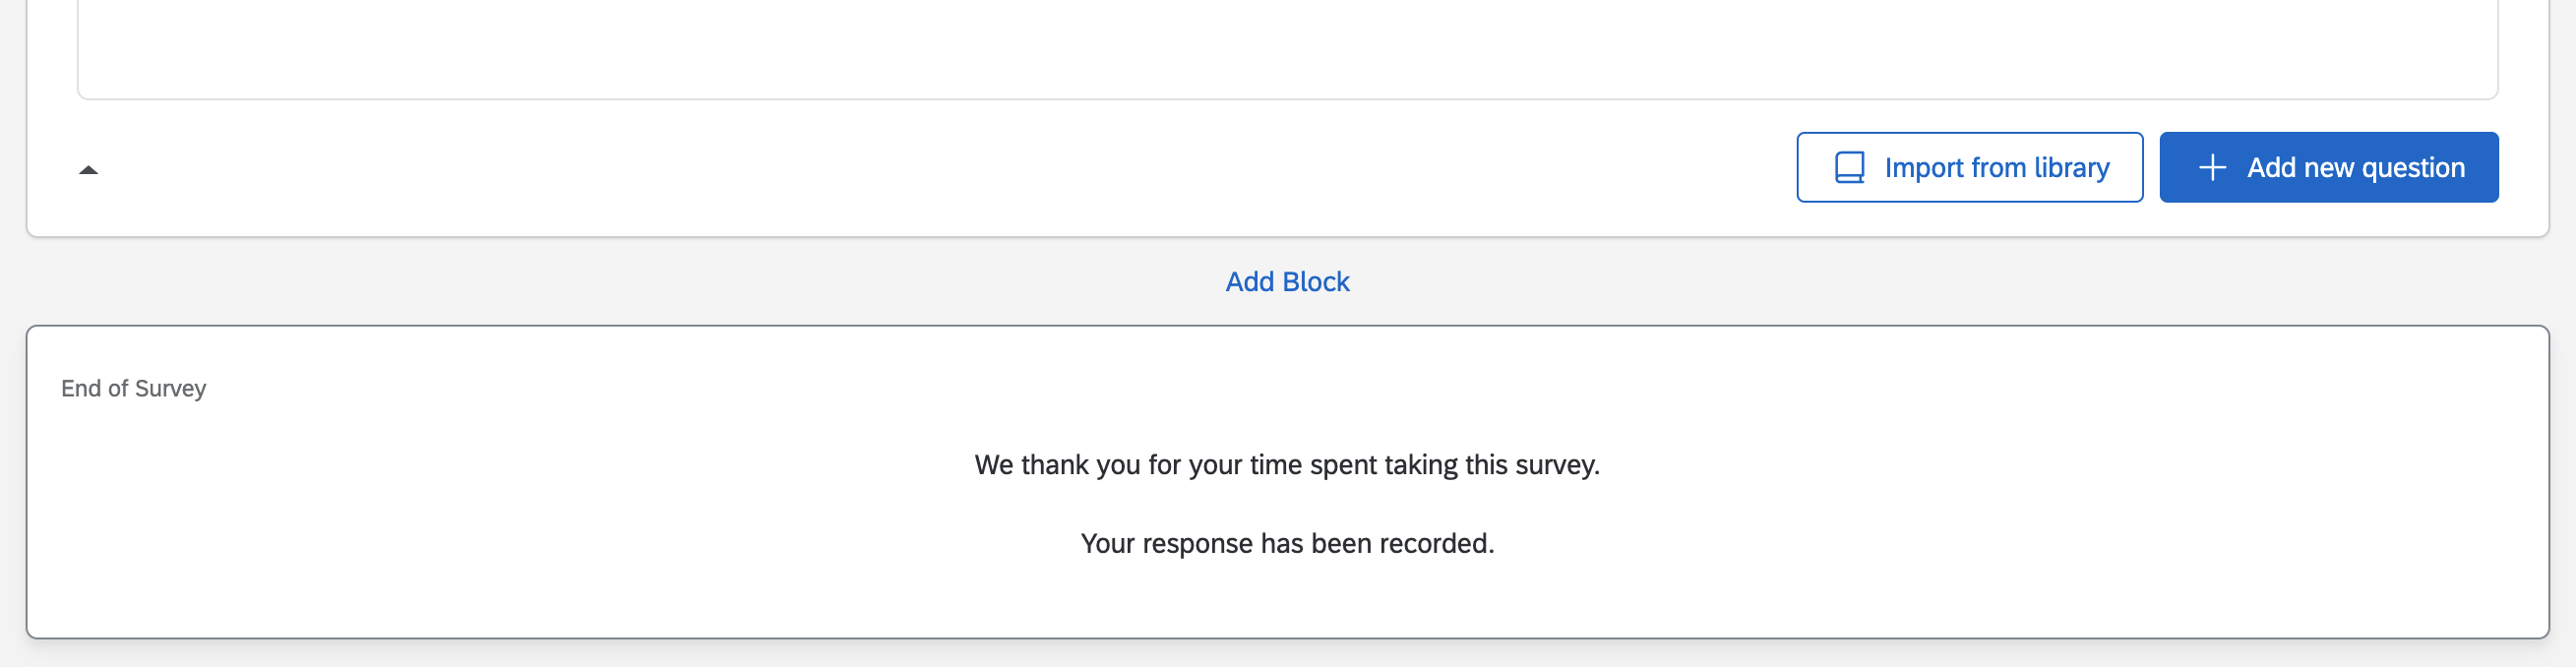 Import from library
Add new question
Add Block
End of Survey
We thank you for your time spent taking this survey.
Your response has been recorded.